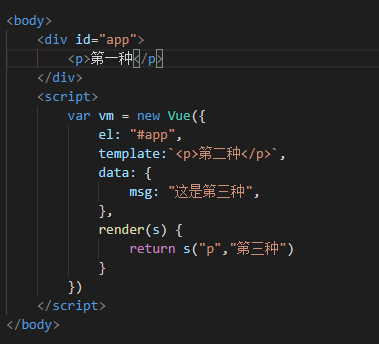 <body>
    <div id="app">
        <p>第一种</p>
    </div>
    <script>
        var vm = new Vue({
            el: "#app",
            template:`<p>第二种</p>`,
            data: {
                msg: "这是第三种",
            },
            render(s) {
                return s("p","第三种")
            }
        })
    </script>
</body>